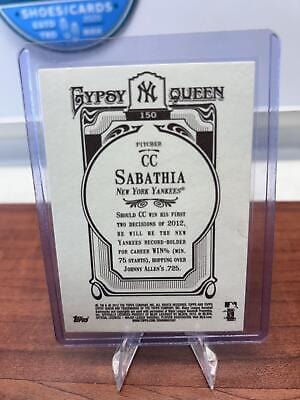 SHOES/CARDS
ESTD
GYPSY QUEEN
150
PITCHER
CC
SABATHIA
NEW YORK YANKEES®
SHOULD CC WIN HIS FIRST
TWO DECISIONS OF 2012,
HE WILL BE THE NEW
YANKEES RECORD-HOLDER
FOR CAREER WIN% (MIN.
75 STARTS), HOPPING OVER
JOHNNY ALLEN'S .725.
Topps